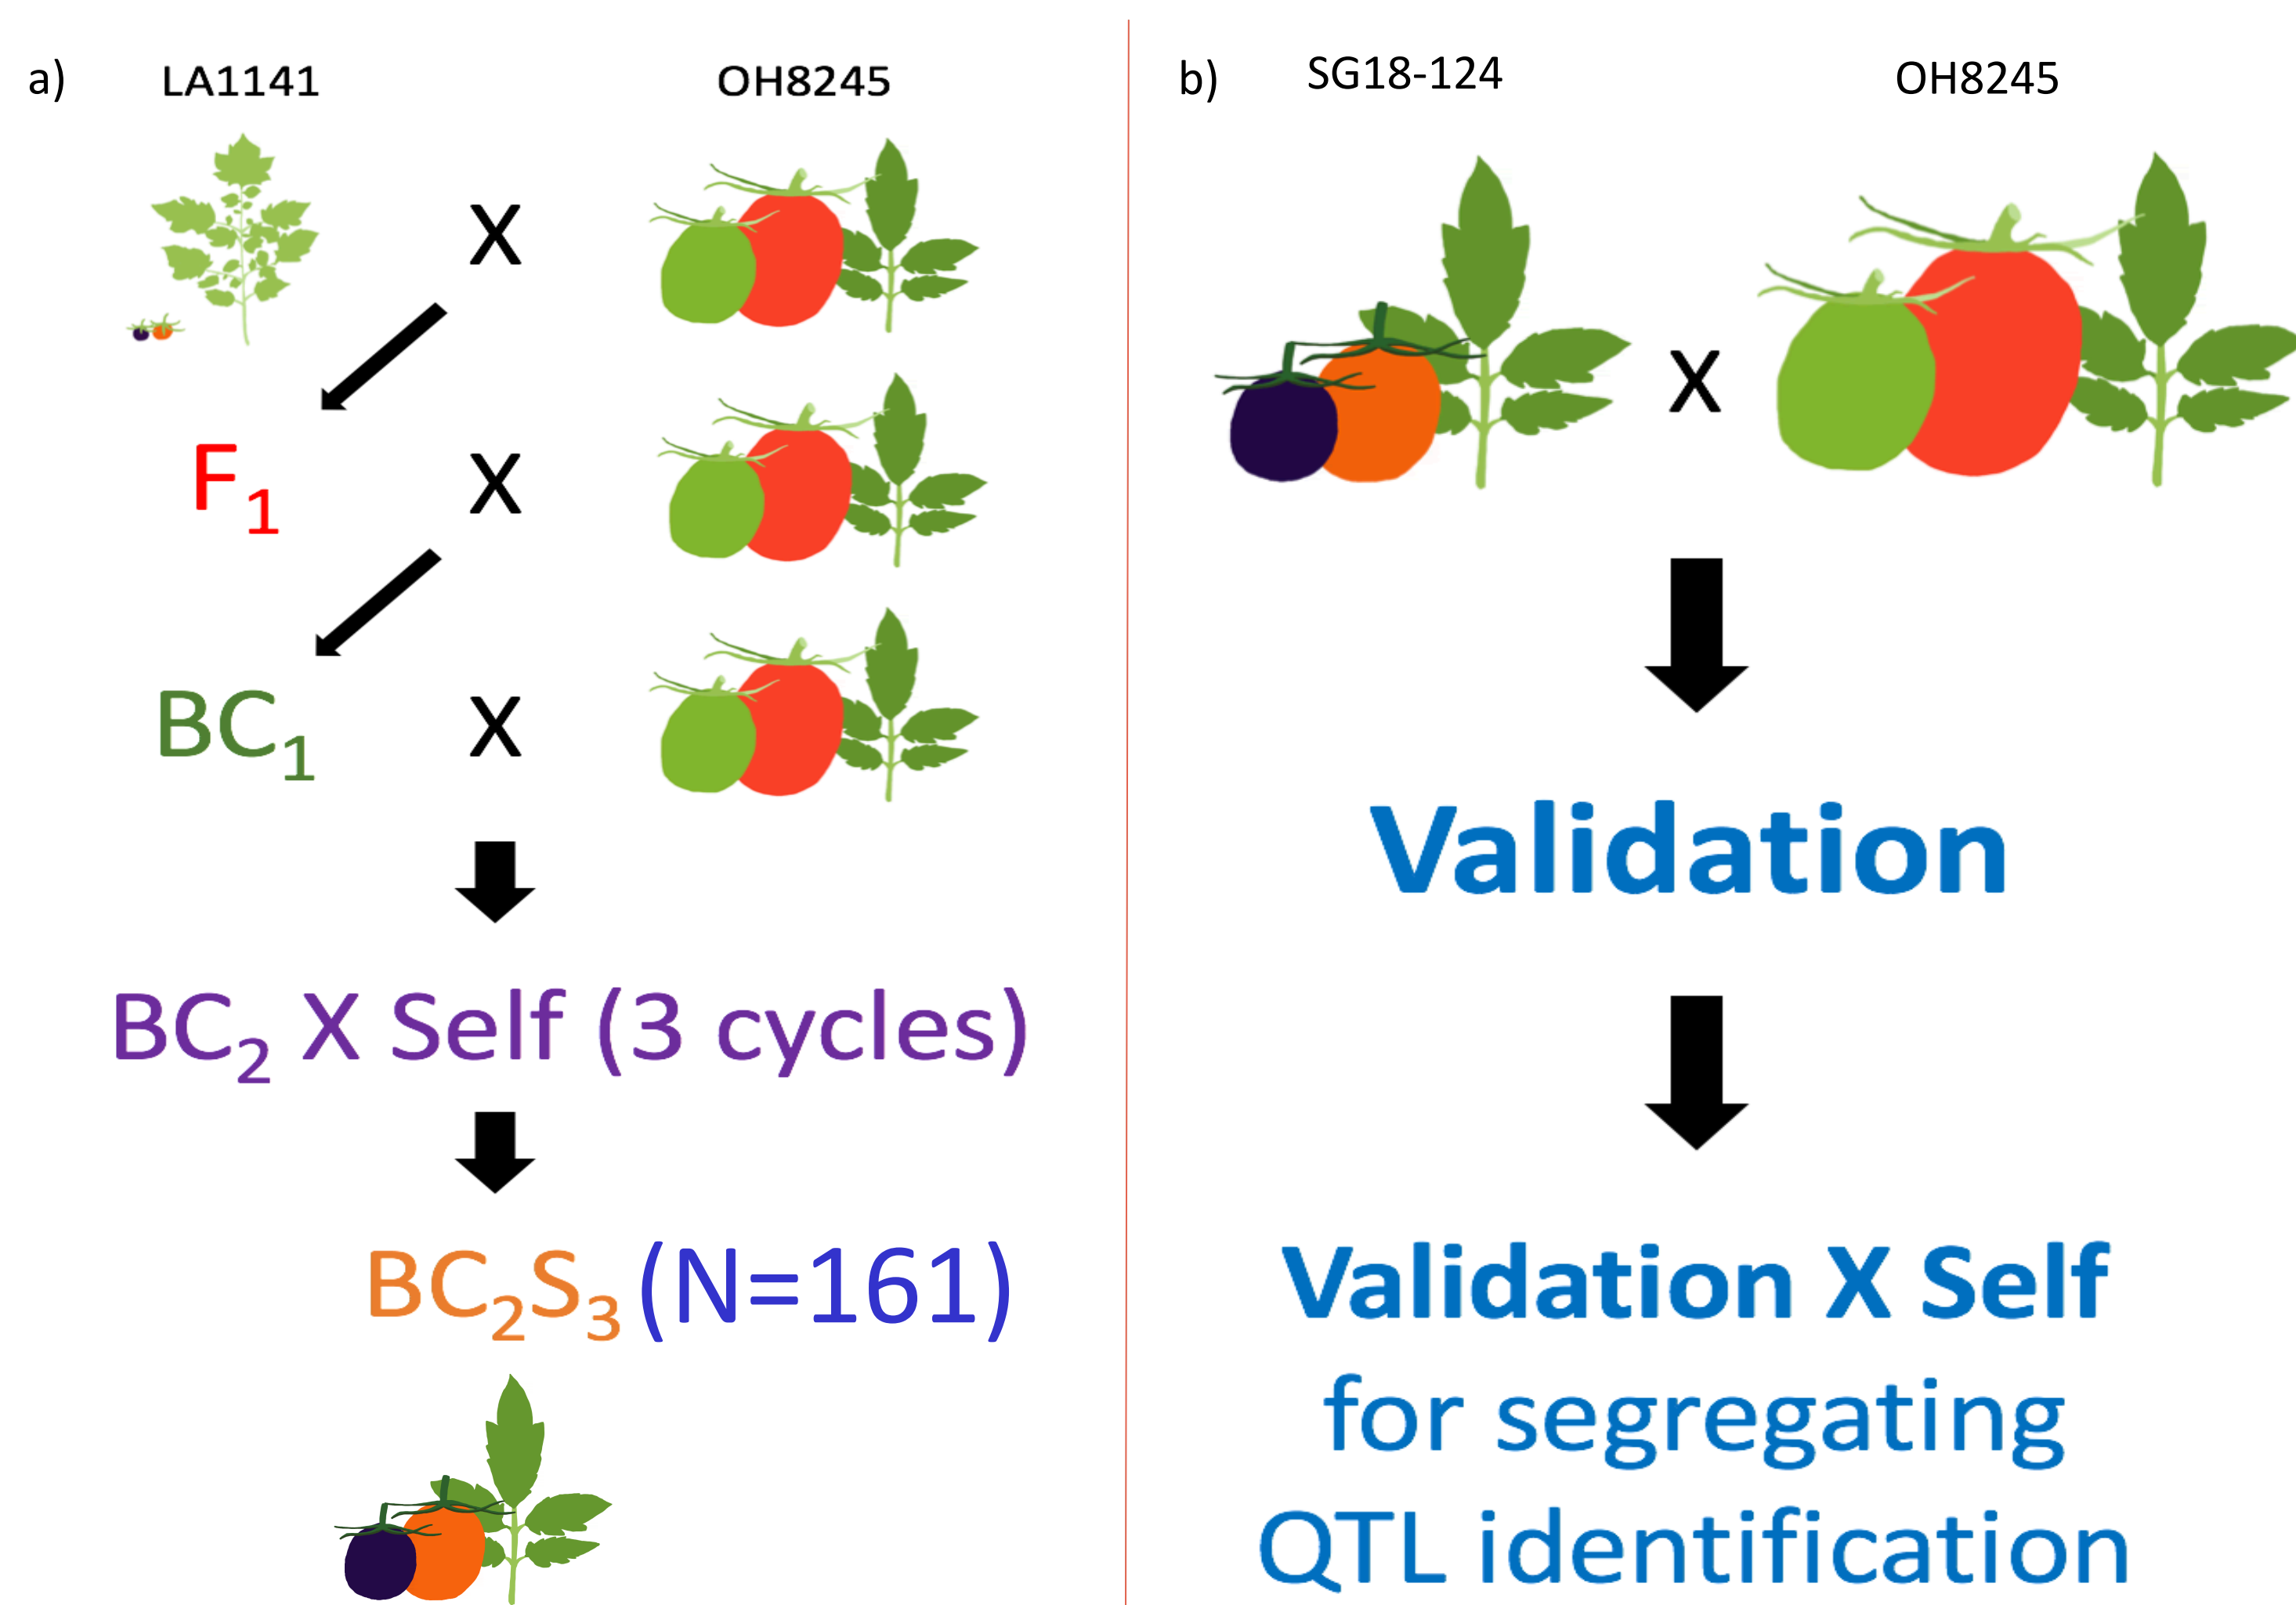 a) LA1141 OH8245
X
F1 X
BC1 X
BC2 X Self (3 cycles)
BC2S3 (N=161)
b) SG18-124 OH8245
X
Validation
Validation X Self
for segregating
QTL identification